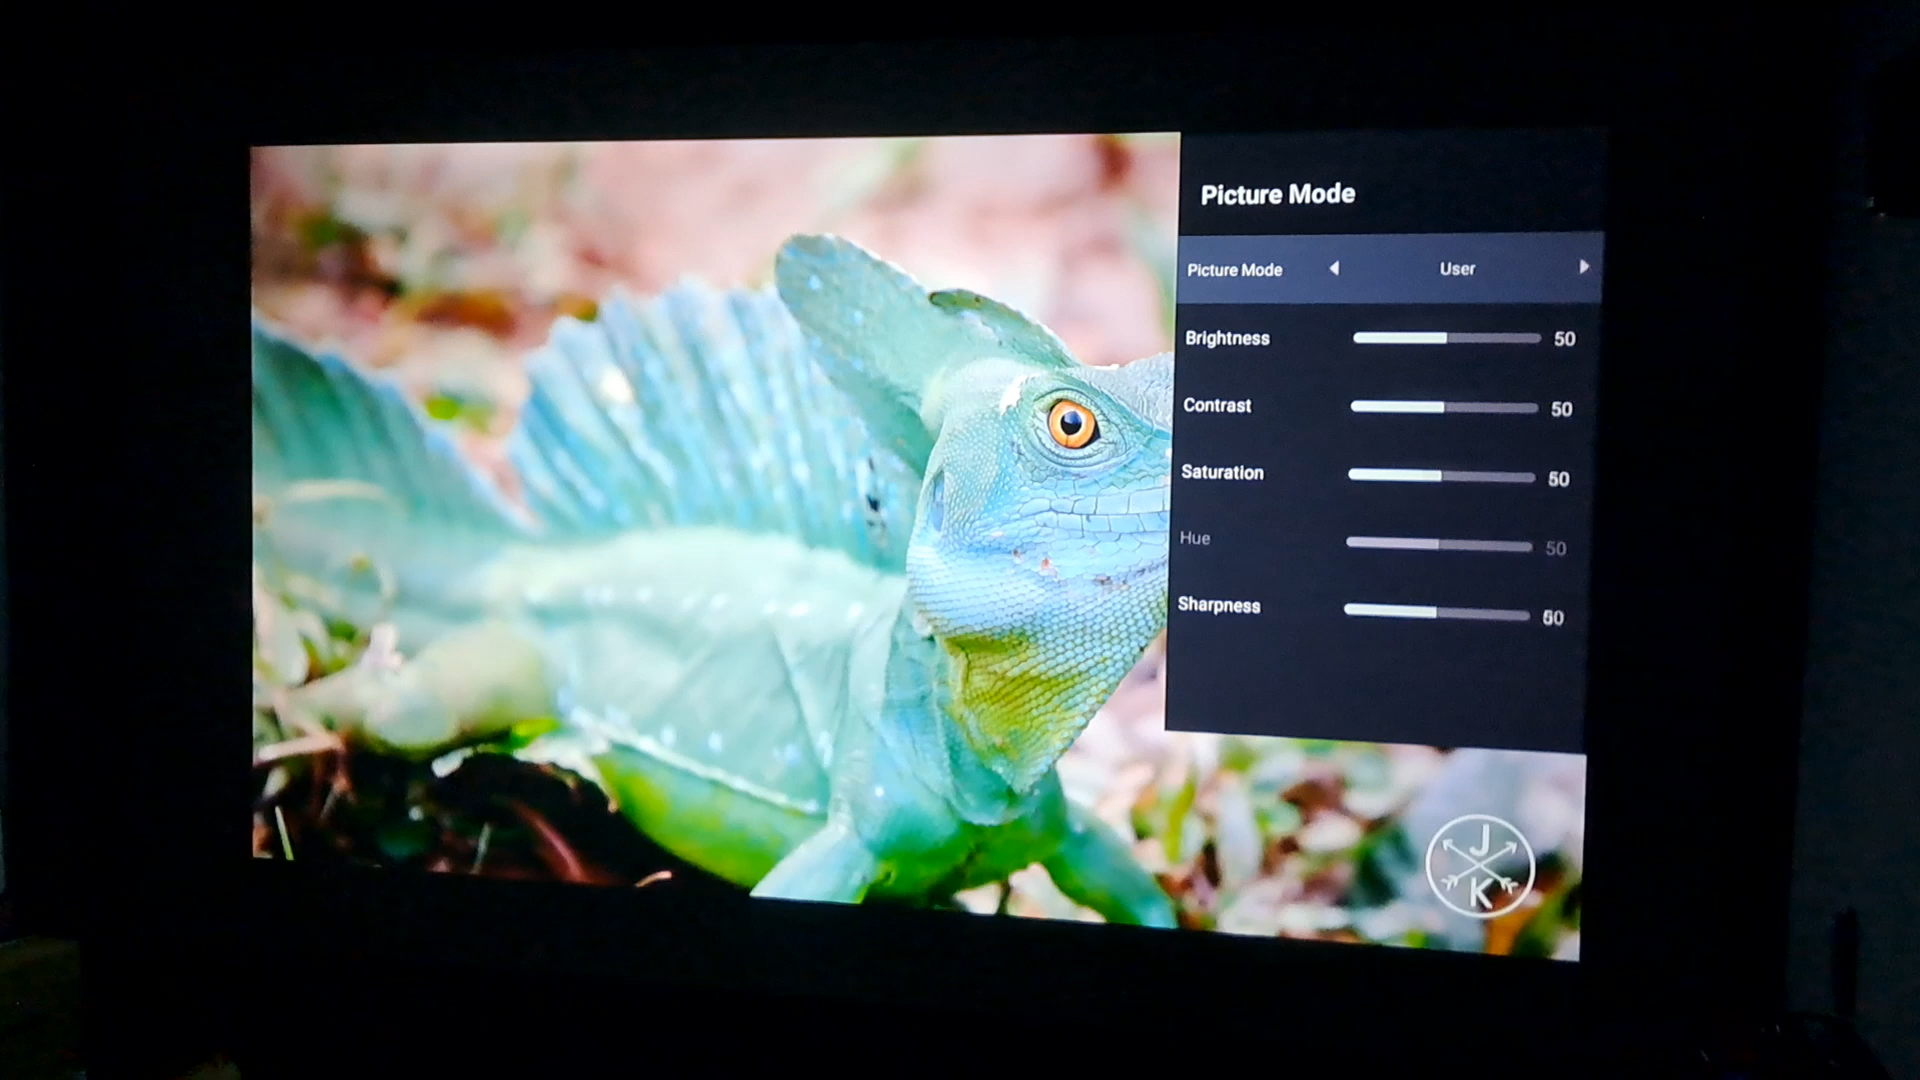 Picture Mode
Picture Mode User
Brightness 50
Contrast 50
Saturation 50
Hue 50
Sharpness 50
J
K